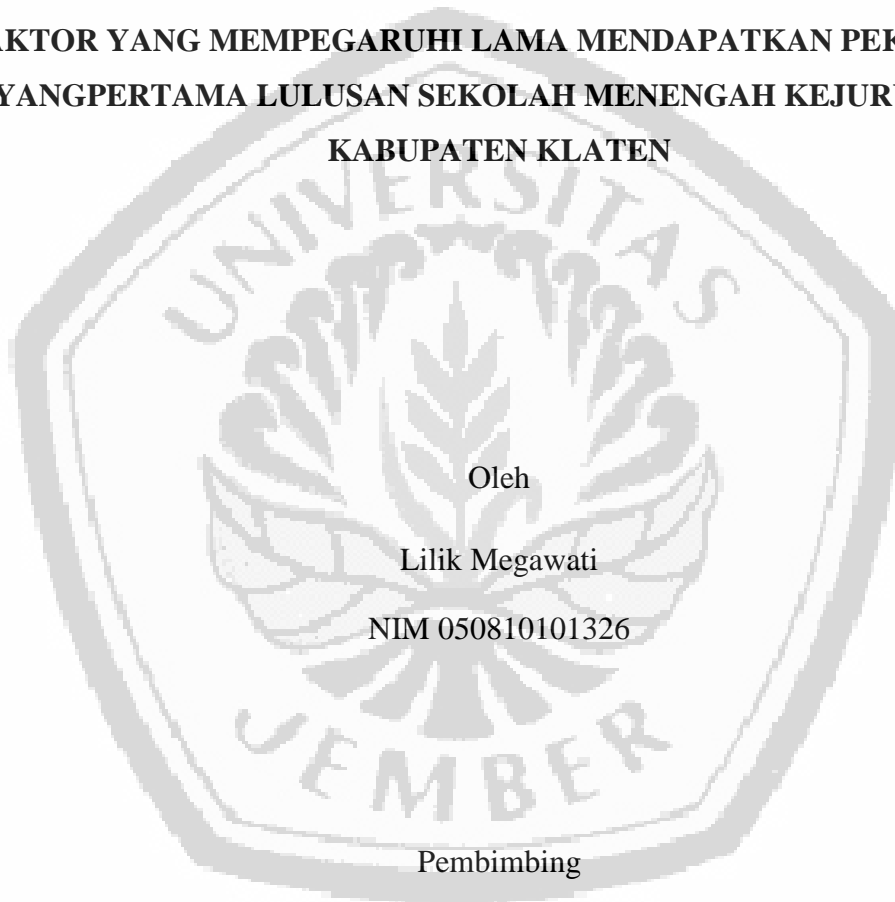 AKTOR YANG MEMPEGARUHI LAMA MENDAPATKAN PEK
YANGPERTAMA LULUSAN SEKOLAH MENENGAH KEJUR
KABUPATEN KLATEN
UNIVERSITAS
Oleh
Lilik Megawati
NIM 050810101326
JEMBER
Pembimbing